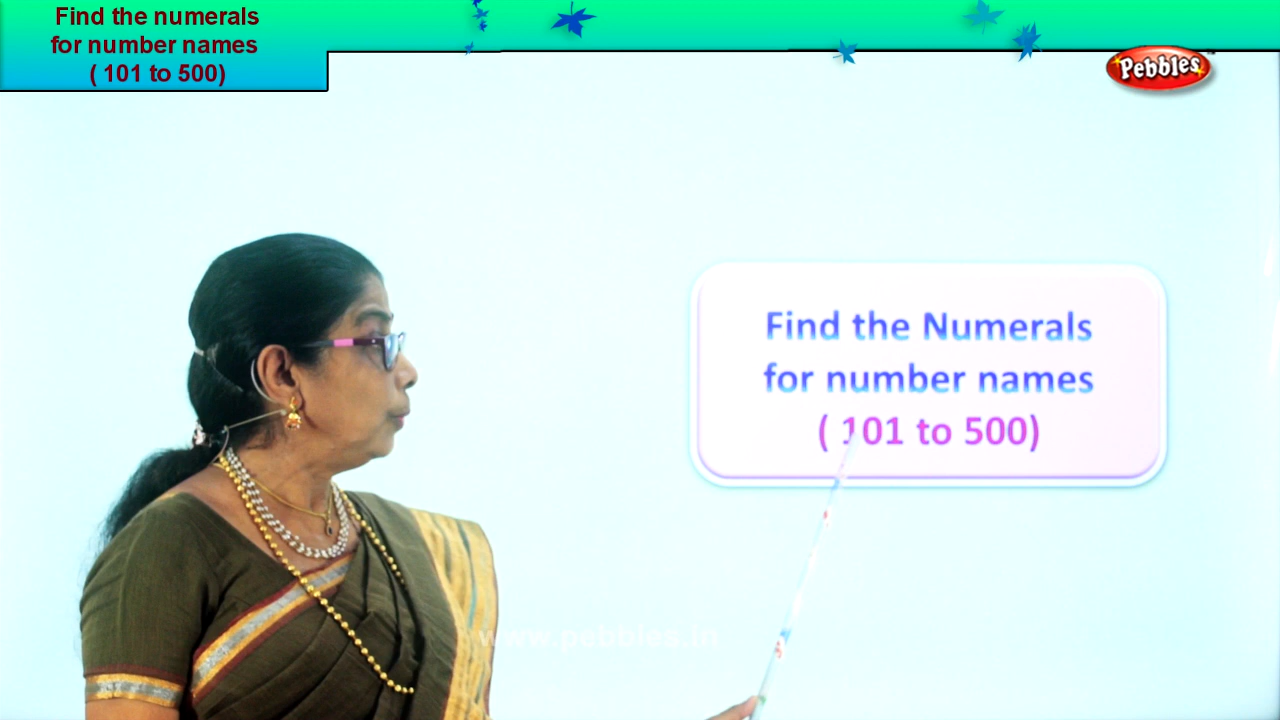 Find the numerals
for number names
( 101 to 500)
Pebbles
Find the Numerals
for number names
( 101 to 500)
www.pebbles.in